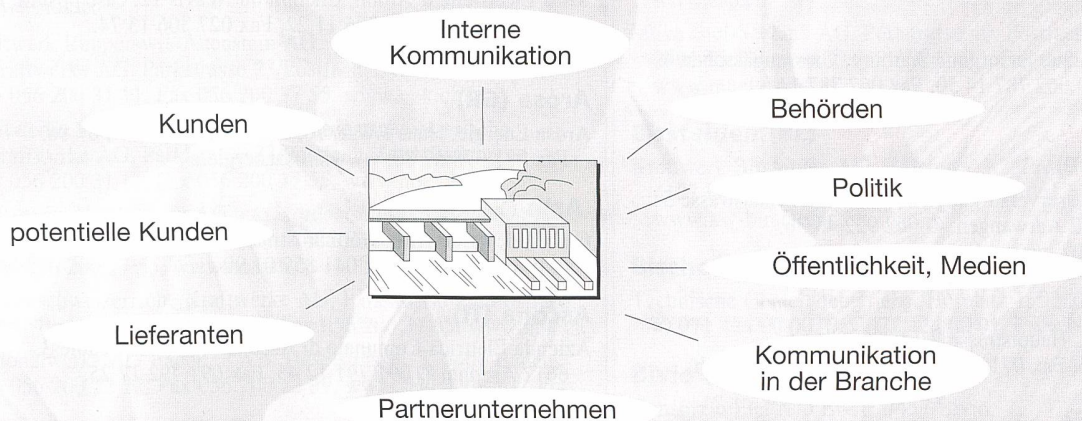 Interne
Kommunikation
Kunden
Behörden
Politik
potentielle Kunden
Öffentlichkeit, Medien
Lieferanten
Kommunikation
in der Branche
Partnerunternehmen